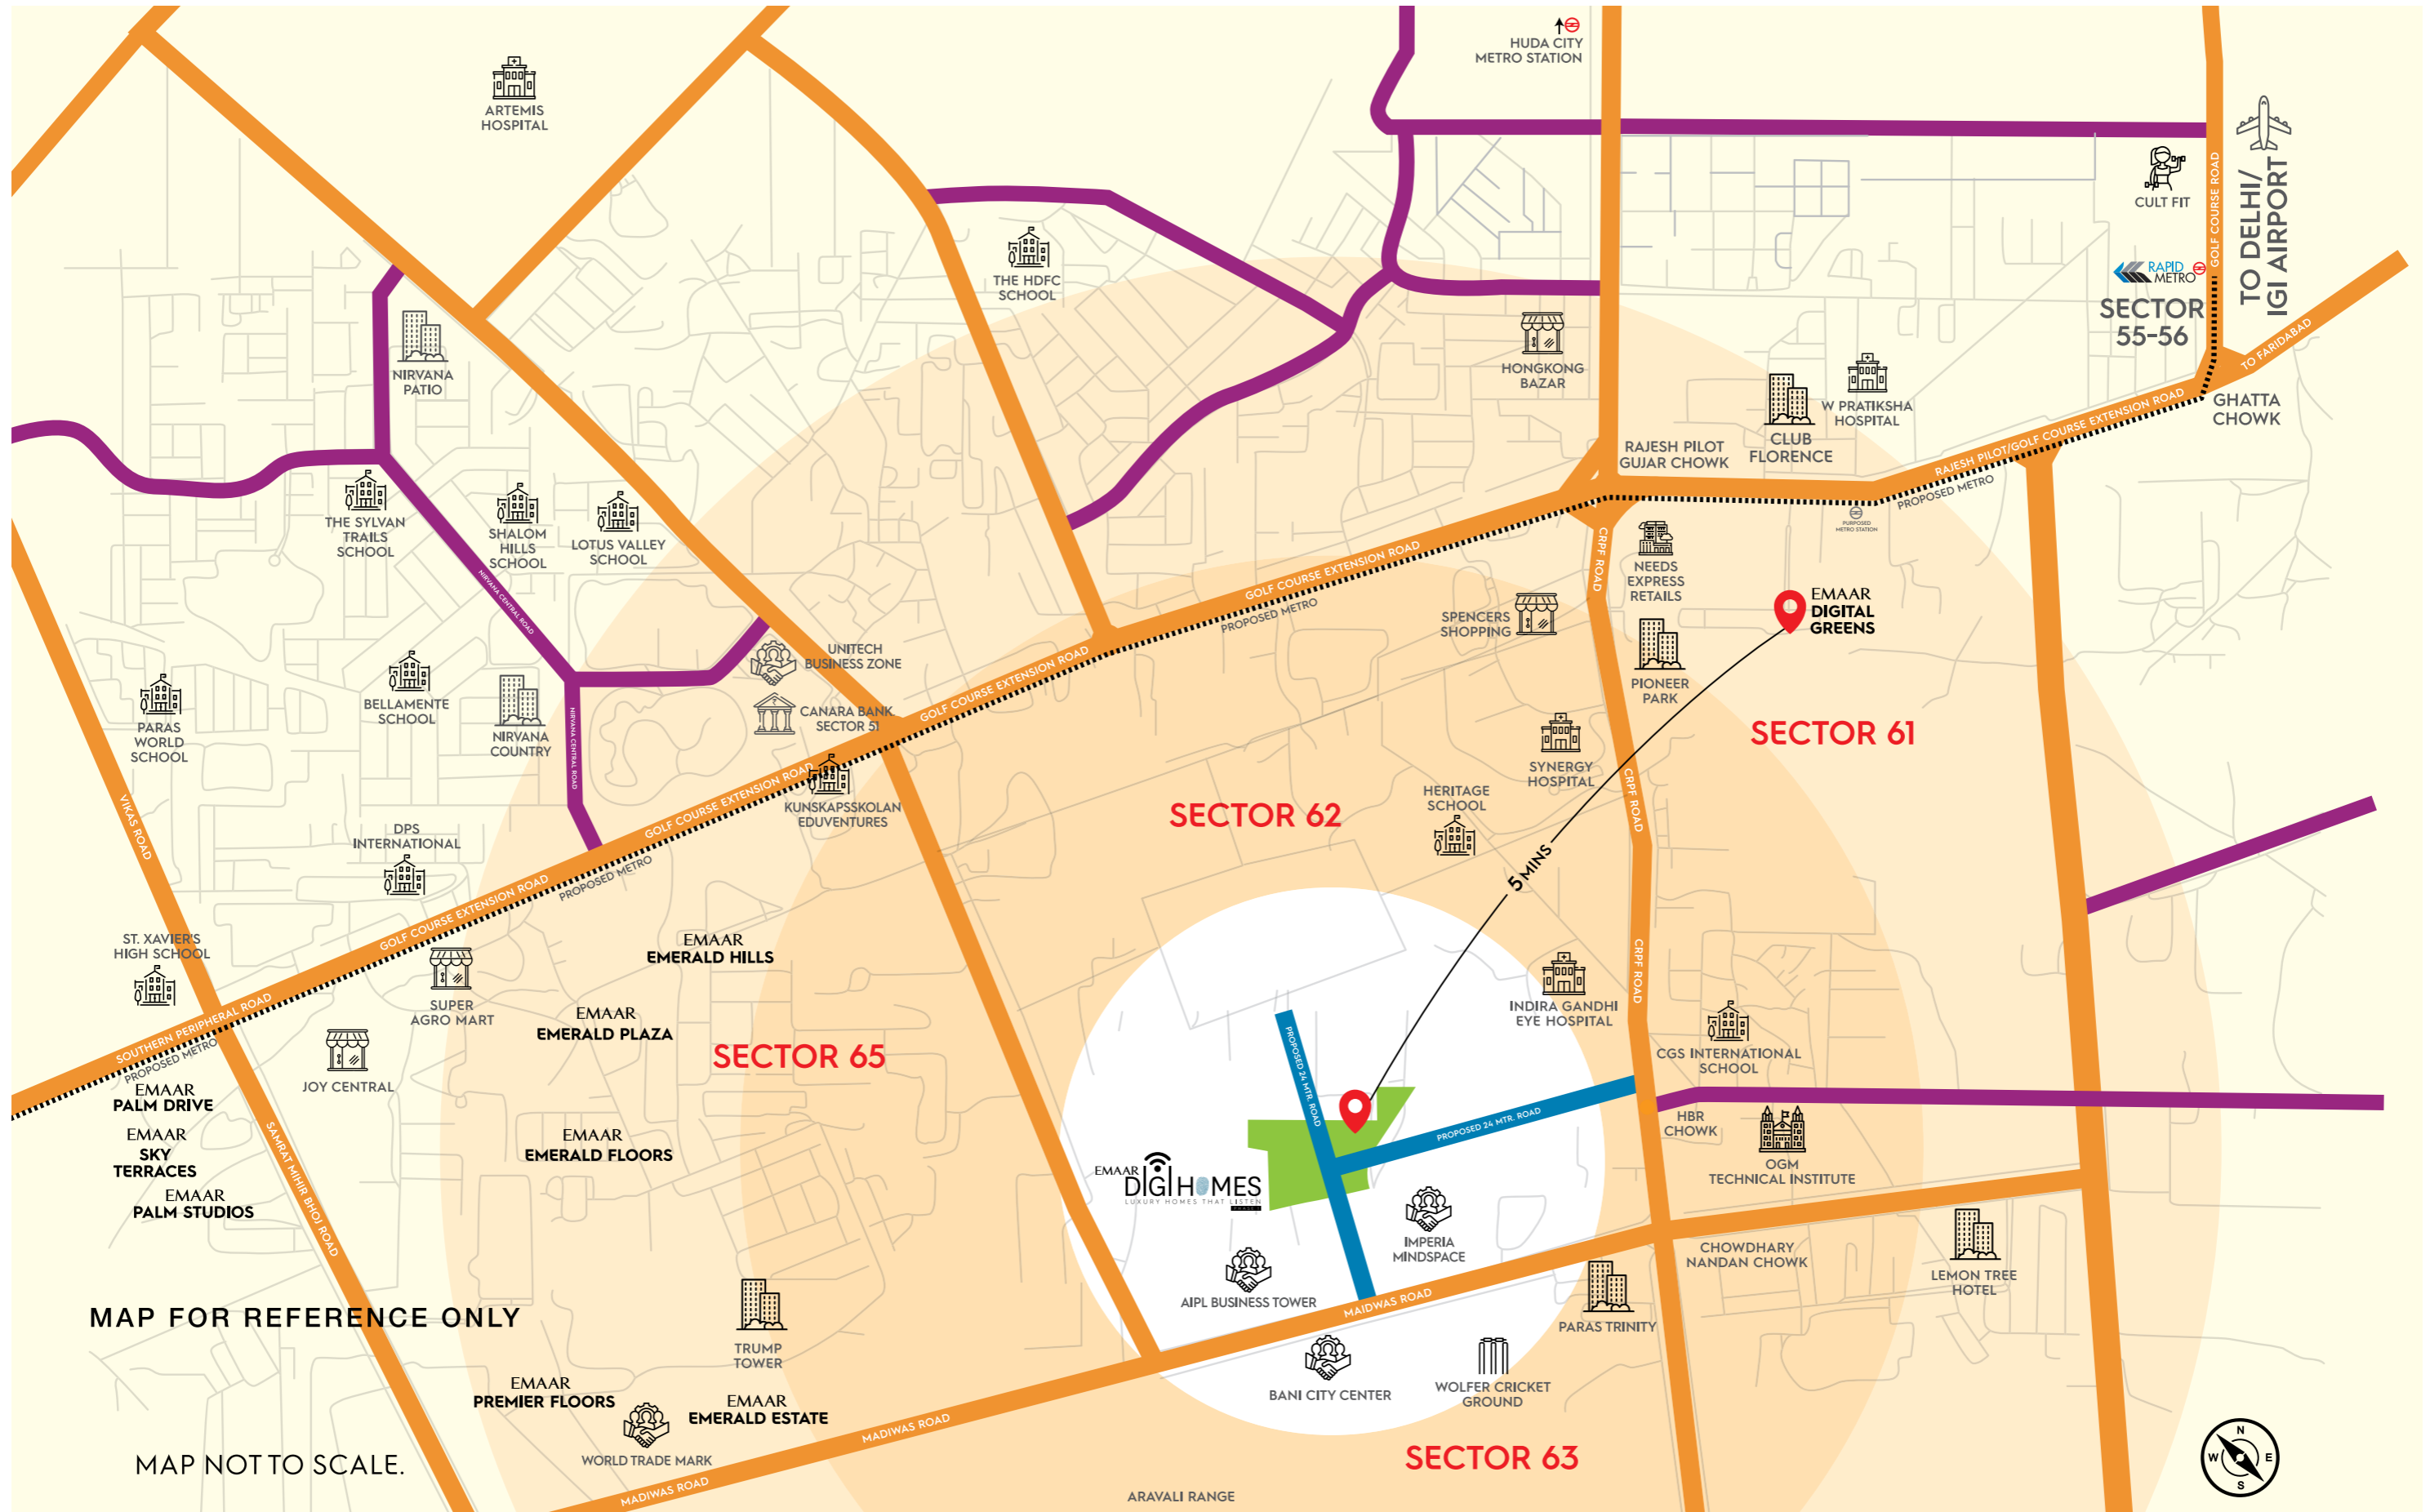 HUDA CITY
METRO STATION
ARTEMIS
HOSPITAL
GOLF COURSE ROAD
TO DELHI/
IGI AIRPORT
CULT FIT
RAPID
METRO
SECTOR
55-56
THE HDFC
SCHOOL
TO FARIDABAD
NIRVANA
PATIO
HONGKONG
BAZAR
W PRATIKSHA
HOSPITAL
CLUB
FLORENCE
GHATTA
CHOWK
RAJESH PILOT/GOLF COURSE EXTENSION ROAD
PROPOSED METRO
RAJESH PILOT
GUJAR CHOWK
PURPOSED
METRO STATION
THE SYLVAN
TRAILS
SCHOOL
SHALOM
HILLS
SCHOOL
LOTUS VALLEY
SCHOOL
NIRVANA CENTRAL ROAD
GOLF COURSE EXTENSION ROAD
PROPOSED METRO
CRPF ROAD
NEEDS
EXPRESS
RETAILS
EMAAR
DIGITAL
GREENS
SPENCERS
SHOPPING
UNITECH
BUSINESS ZONE
GOLF COURSE EXTENSION ROAD
PIONEER
PARK
BELLAMENTE
SCHOOL
NIRVANA
COUNTRY
NIRVANA CENTRAL ROAD
CANARA BANK
SECTOR 51
PARAS
WORLD
SCHOOL
SECTOR 61
SYNERGY
HOSPITAL
CRPF ROAD
HERITAGE
SCHOOL
SECTOR 62
KUNSKAPSSKOLAN
EDUVENTURES
GOLF COURSE EXTENSION ROAD
PROPOSED METRO
VIKAS ROAD
DPS
INTERNATIONAL
5 MINS
GOLF COURSE EXTENSION ROAD
ST. XAVIER'S
HIGH SCHOOL
EMAAR
EMERALD HILLS
CRPF ROAD
SUPER
AGRO MART
INDIRA GANDHI
EYE HOSPITAL
EMAAR
EMERALD PLAZA
SOUTHERN PERIPHERAL ROAD
PROPOSED METRO
SECTOR 65
CGS INTERNATIONAL
SCHOOL
JOY CENTRAL
PROPOSED 24 MTR. ROAD
PROPOSED 24 MTR. ROAD
EMAAR
PALM DRIVE
EMAAR
SKY
TERRACES
EMAAR
PALM STUDIOS
SAMRAT MIHIR BHOJ ROAD
EMAAR
EMERALD FLOORS
HBR
CHOWK
OGM
TECHNICAL INSTITUTE
EMAAR
DIGIHOMES
LUXURY HOMES THAT LISTEN
IMPERIA
MINDSPACE
CHOWDHARY
NANDAN CHOWK
LEMON TREE
HOTEL
AIPL BUSINESS TOWER
MAIDWAS ROAD
PARAS TRINITY
MAP FOR REFERENCE ONLY
TRUMP
TOWER
BANI CITY CENTER
WOLFER CRICKET
GROUND
EMAAR
PREMIER FLOORS
EMAAR
EMERALD ESTATE
MADIWAS ROAD
WORLD TRADE MARK
MADIWAS ROAD
SECTOR 63
MAP NOT TO SCALE.
ARAVALI RANGE
N
W
E
S